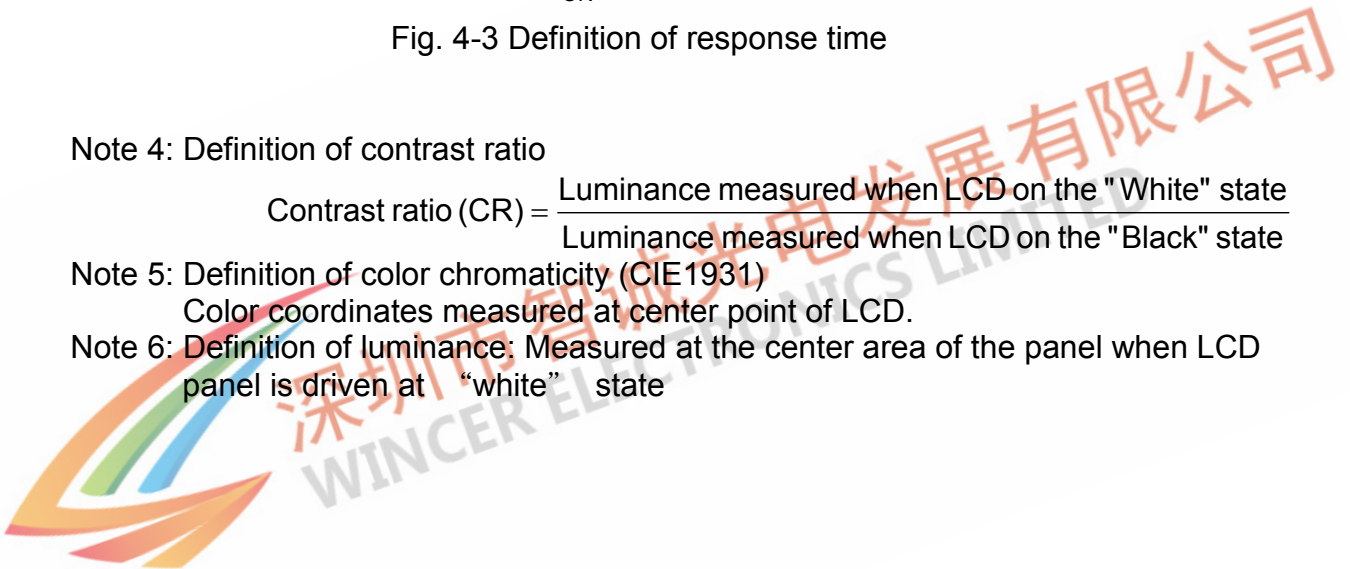 Fig. 4-3 Definition of response time
Note 4: Definition of contrast ratio
Contrast ratio (CR) = Luminance measured when LCD on the "White" state
Luminance measured when LCD on the "Black" state
Note 5: Definition of color chromaticity (CIE1931)
Color coordinates measured at center point of LCD.
Note 6: Definition of luminance: Measured at the center area of the panel when LCD
panel is driven at “white” state
深圳市智诚光电发展有限公司
WINCER ELECTRONICS LIMITED